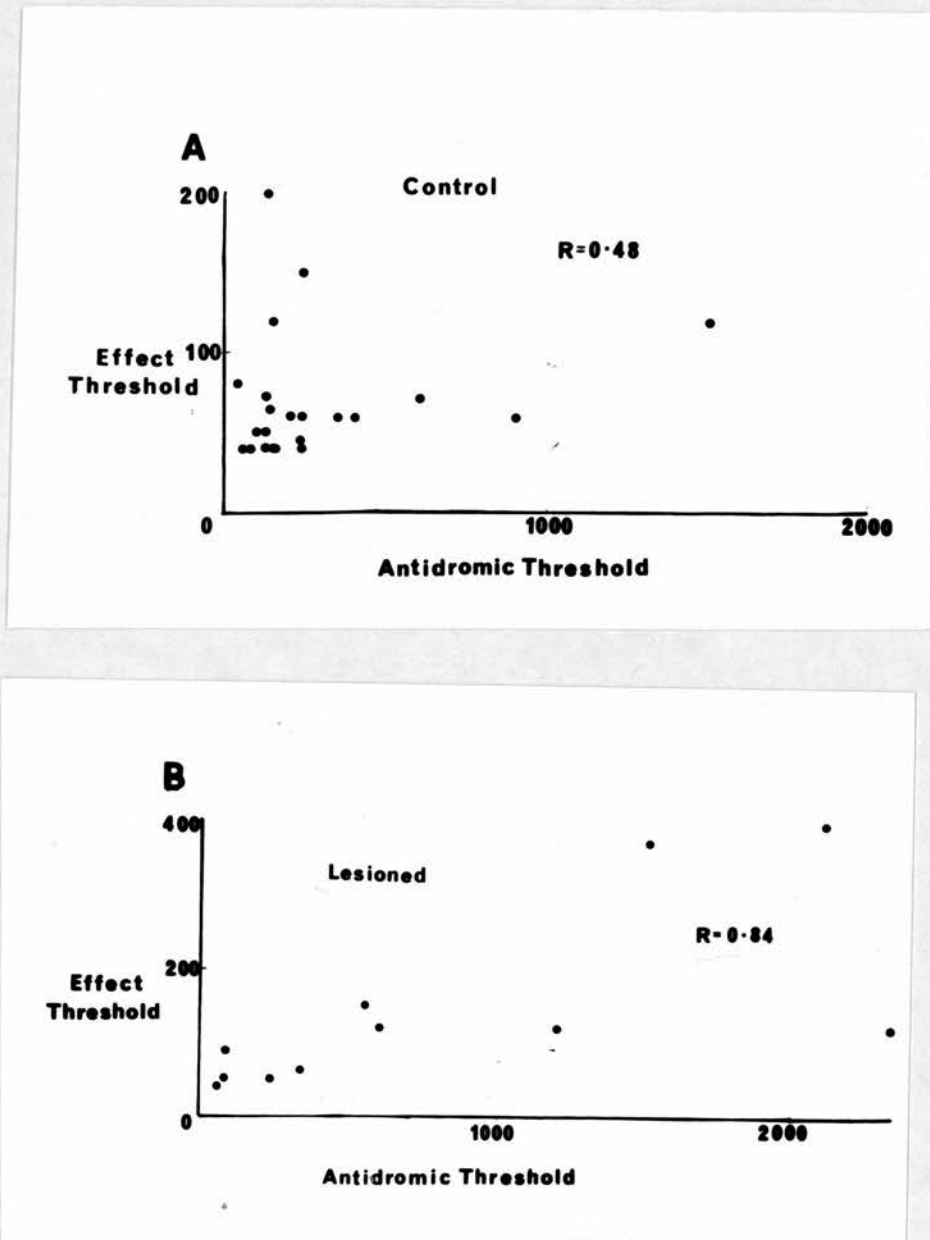 A
Control
200
R=0·48
Effect 100
Threshold
0
1000
2000
Antidromic Threshold
B
400
Lesioned
R=0·84
200
Effect
Threshold
0
1000
2000
Antidromic Threshold